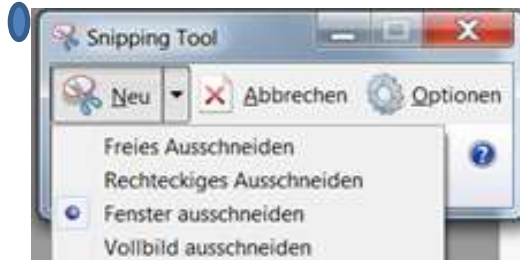 Snipping Tool
Neu Abbrechen Optionen
Freies Ausschneiden
Rechteckiges Ausschneiden
Fenster ausschneiden
Vollbild ausschneiden